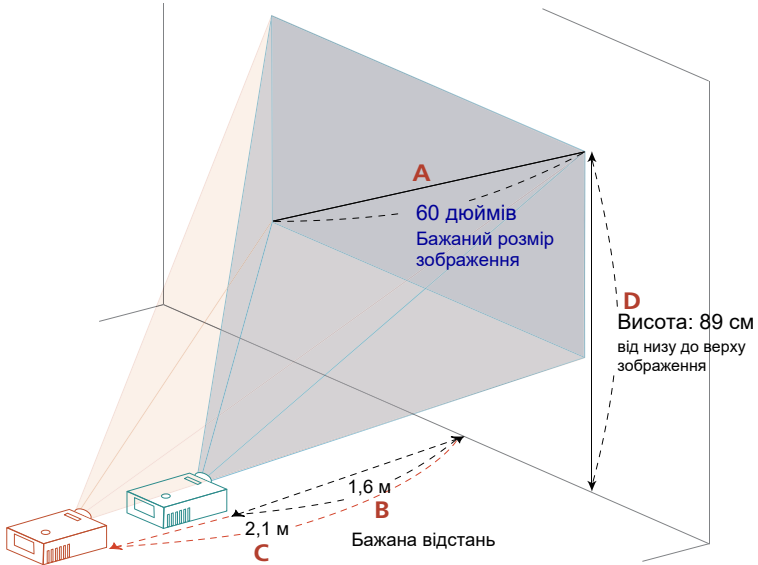 A
60 дюймів
Бажаний розмір
зображення
D
Висота: 89 см
від низу до верху
зображення
1,6 м
B
2,1 м
C
Бажана відстань